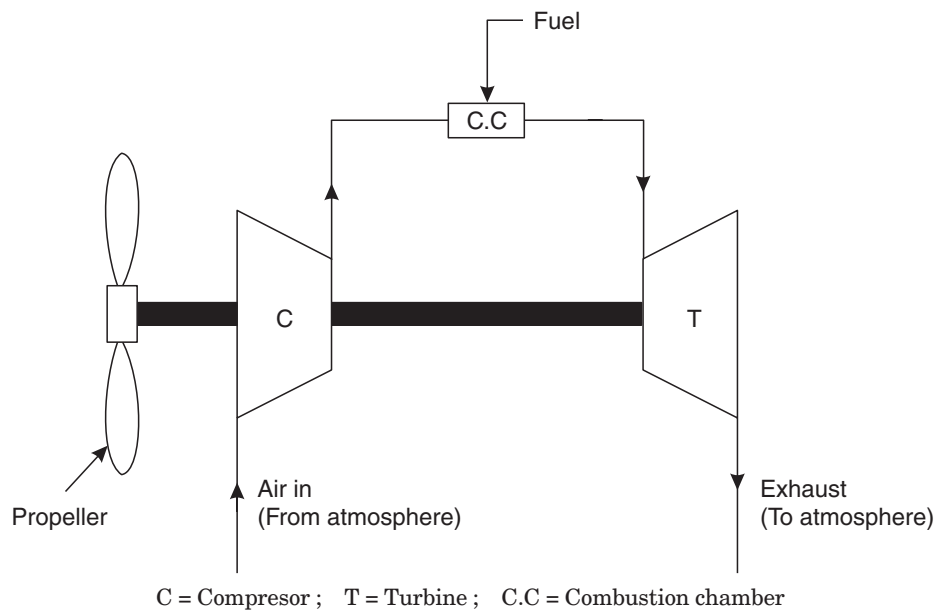 Fuel
C.C
C
T
Air in
(From atmosphere)
Exhaust
(To atmosphere)
Propeller
C = Compresor ; T = Turbine ; C.C = Combustion chamber